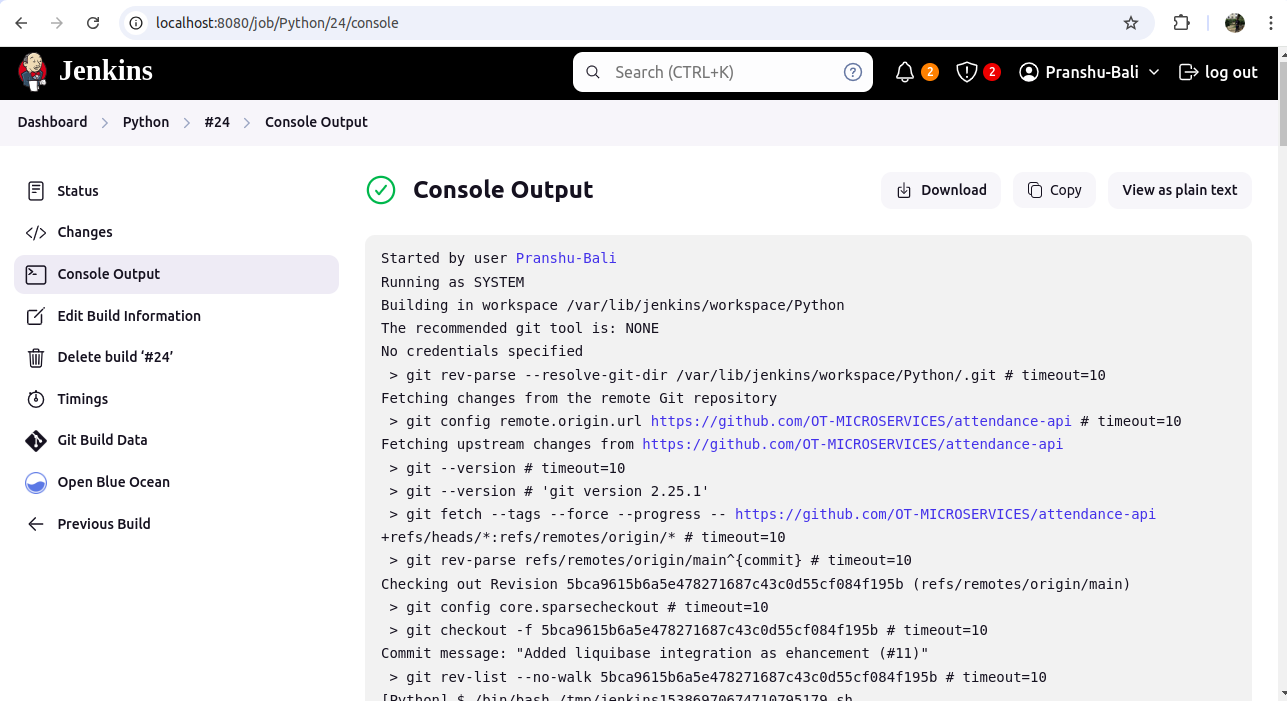 localhost:8080/job/Python/24/console
Jenkins
Search (CTRL+K)
?
2
2
Pranshu-Bali
log out
Dashboard
Python
#24
Console Output
Status
Changes
Console Output
Edit Build Information
Delete build ‘#24’
Timings
Git Build Data
Open Blue Ocean
Previous Build
Console Output
Download
Copy
View as plain text
Started by user Pranshu-Bali
Running as SYSTEM
Building in workspace /var/lib/jenkins/workspace/Python
The recommended git tool is: NONE
No credentials specified
 > git rev-parse --resolve-git-dir /var/lib/jenkins/workspace/Python/.git # timeout=10
Fetching changes from the remote Git repository
 > git config remote.origin.url https://github.com/OT-MICROSERVICES/attendance-api # timeout=10
Fetching upstream changes from https://github.com/OT-MICROSERVICES/attendance-api
 > git --version # timeout=10
 > git --version # 'git version 2.25.1'
 > git fetch --tags --force --progress -- https://github.com/OT-MICROSERVICES/attendance-api
+refs/heads/*:refs/remotes/origin/* # timeout=10
 > git rev-parse refs/remotes/origin/main^{commit} # timeout=10
Checking out Revision 5bca9615b6a5e478271687c43c0d55cf084f195b (refs/remotes/origin/main)
 > git config core.sparsecheckout # timeout=10
 > git checkout -f 5bca9615b6a5e478271687c43c0d55cf084f195b # timeout=10
Commit message: "Added liquibase integration as ehancement (#11)"
 > git rev-list --no-walk 5bca9615b6a5e478271687c43c0d55cf084f195b # timeout=10
[Python] $ /bin/bash /tmp/jenkins15386970674710795179.sh